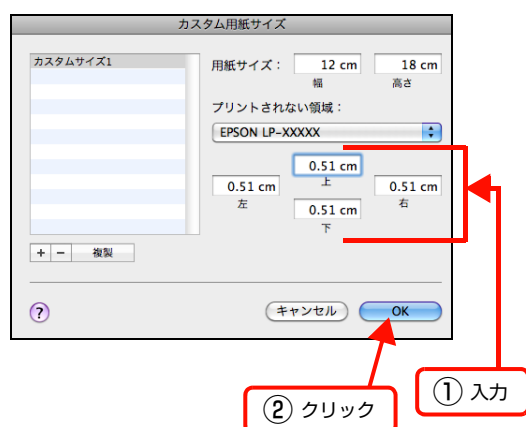 カスタム用紙サイズ
カスタムサイズ1
用紙サイズ： 12 cm 18 cm
幅 高さ
プリントされない領域：
EPSON LP-XXXXX
0.51 cm
上
0.51 cm 0.51 cm
左 右
0.51 cm
下
+ − 複製
? キャンセル OK
① 入力
② クリック